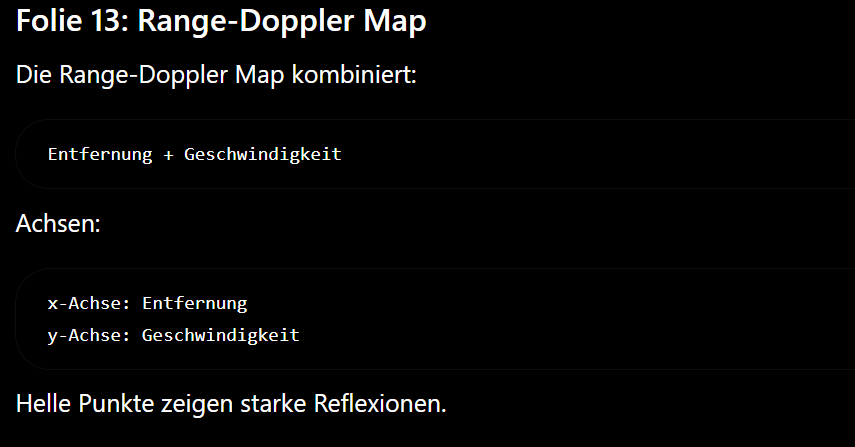 Folie 13: Range-Doppler Map
Die Range-Doppler Map kombiniert:
Entfernung + Geschwindigkeit
Achsen:
x-Achse: Entfernung
y-Achse: Geschwindigkeit
Helle Punkte zeigen starke Reflexionen.